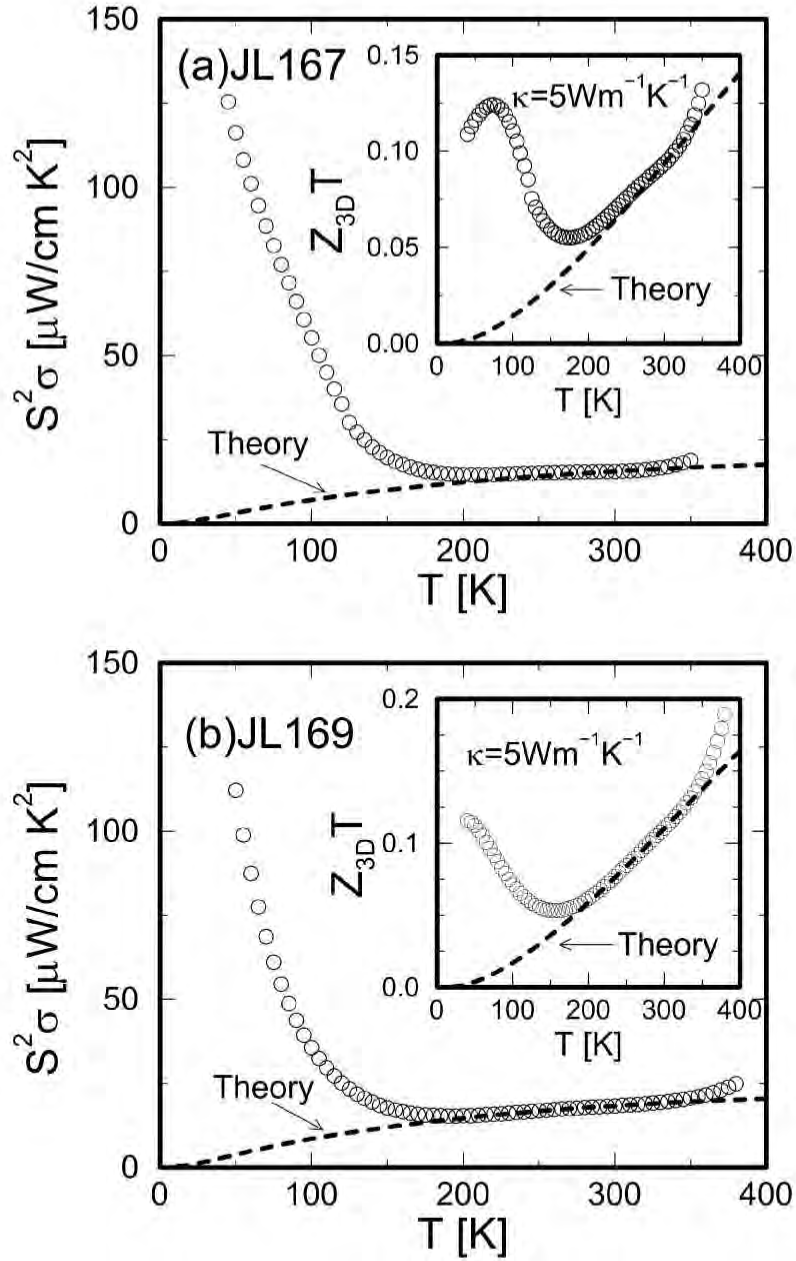 150
100
50
0
S²σ [μW/cm K²]
(a)JL167
0.15
0.10
0.05
0.00
Z₃DT
κ=5Wm⁻¹K⁻¹
Theory
0 100 200 300 400
T [K]
Theory
0 100 200 300 400
T [K]
150
100
50
0
S²σ [μW/cm K²]
(b)JL169
0.2
0.1
0.0
Z₃DT
κ=5Wm⁻¹K⁻¹
Theory
0 100 200 300 400
T [K]
Theory
0 100 200 300 400
T [K]